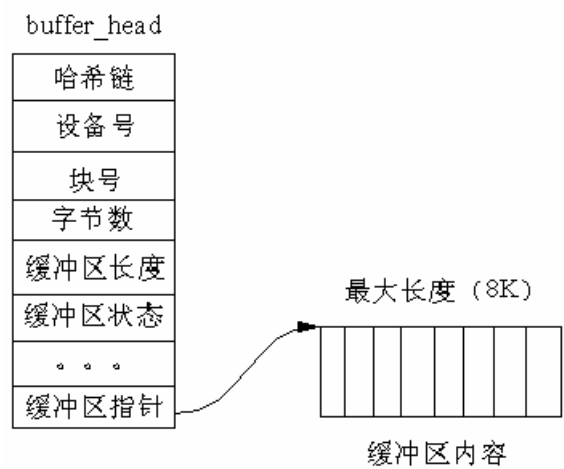 buffer_head
哈希链
设备号
块号
字节数
缓冲区长度
缓冲区状态
。。。
缓冲区指针
最大长度（8K）
缓冲区内容